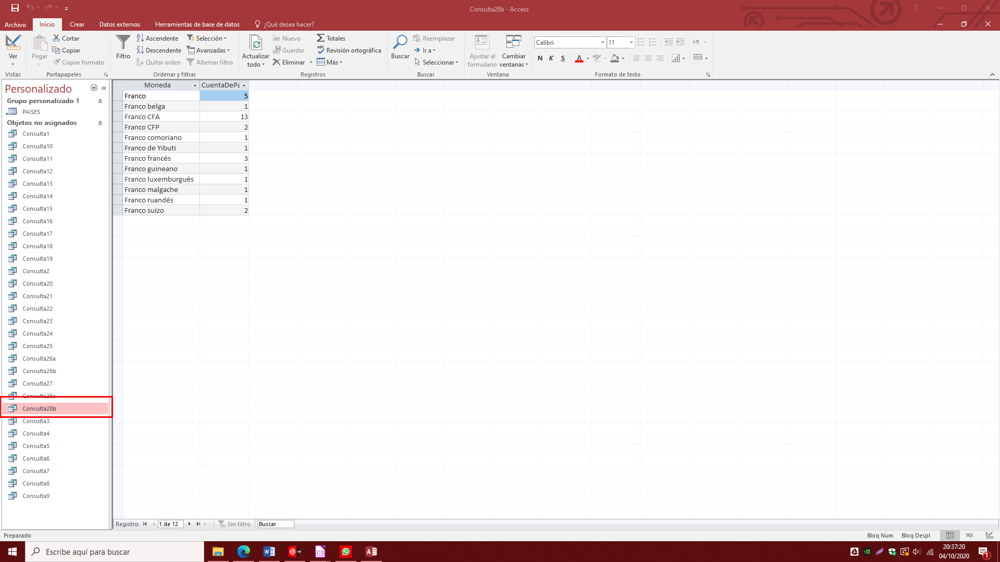 Consulta28b - Access
Archivo Inicio Crear Datos externos Herramientas de base de datos ¿Qué desea hacer?
Ver
Vistas
Pegar
Cortar
Copiar
Copiar formato
Portapapeles
Filtro
Ascendente
Descendente
Quitar orden
Selección
Avanzadas
Alternar filtro
Ordenar y filtrar
Actualizar
todo
Nuevo
Guardar
Eliminar
Totales
Revisión ortográfica
Más
Registros
Buscar
Reemplazar
Ir a
Seleccionar
Buscar
Ajustar al
formulario
Cambiar
ventanas
Ventana
Calibri 11
N K S
Formato de texto
Personalizado
Grupo personalizado 1
PAISES
Objetos no asignados
Consulta1
Consulta10
Consulta11
Consulta12
Consulta13
Consulta14
Consulta15
Consulta16
Consulta17
Consulta18
Consulta19
Consulta2
Consulta20
Consulta21
Consulta22
Consulta23
Consulta24
Consulta25
Consulta26a
Consulta26b
Consulta27
Consulta28a
Consulta28b
Consulta3
Consulta4
Consulta5
Consulta6
Consulta7
Consulta8
Consulta9
Moneda CuentaDePa
Franco 5
Franco belga 1
Franco CFA 13
Franco CFP 2
Franco comoriano 1
Franco de Yibuti 1
Franco francés 3
Franco guineano 1
Franco luxemburgués 1
Franco malgache 1
Franco ruandés 1
Franco suizo 2
Registro: 1 de 12 Sin filtro Buscar
Preparado Bloq Num Bloq Despl SQL
Escribe aquí para buscar
20:37:20
04/10/2020
1